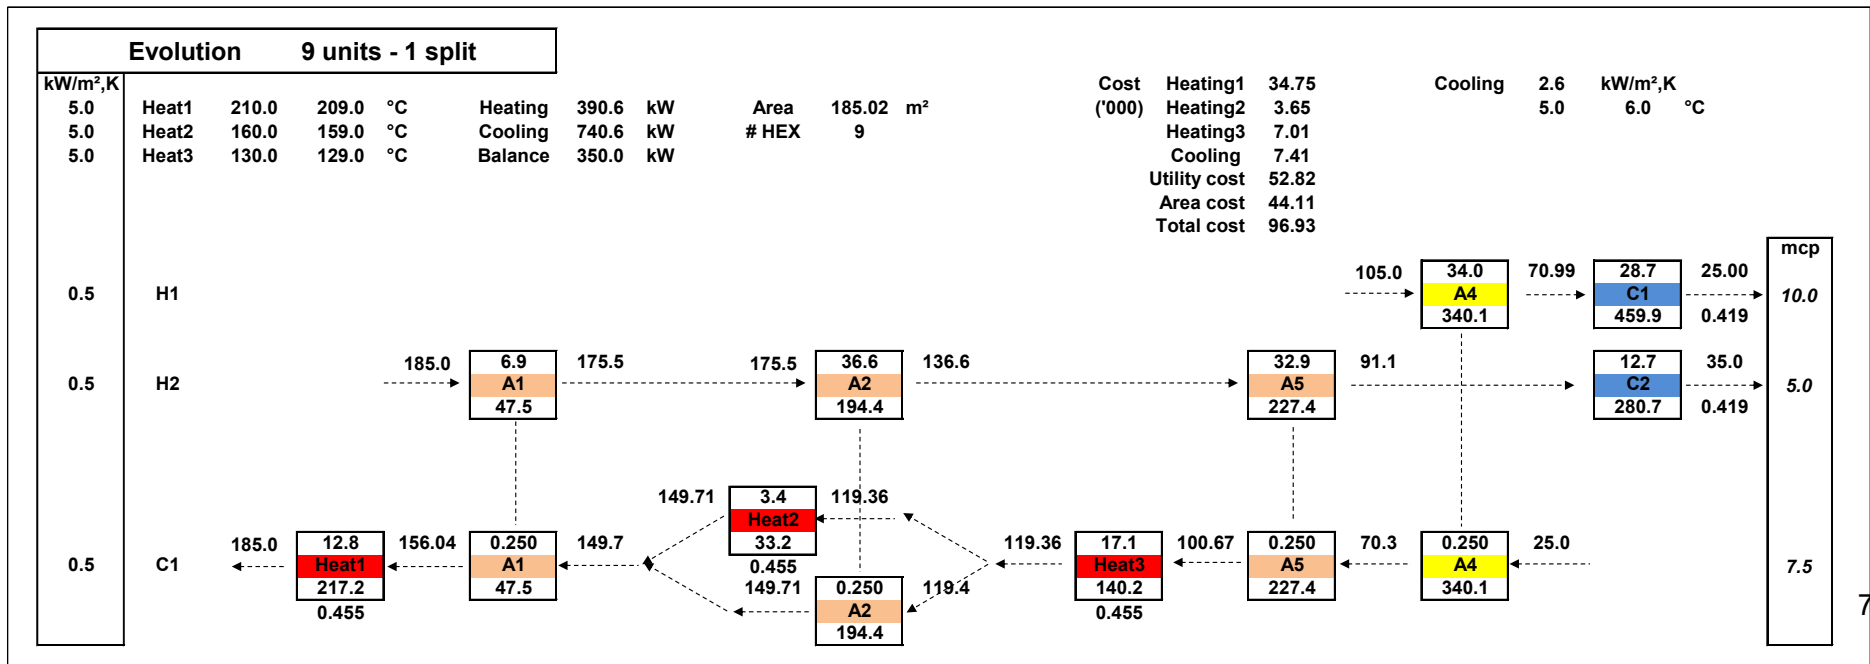 Evolution 9 units - 1 split
kW/m²,K Cost Heating1 34.75 Cooling 2.6 kW/m²,K
5.0 Heat1 210.0 209.0 °C Heating 390.6 kW Area 185.02 m² ('000) Heating2 3.65 5.0 6.0 °C
5.0 Heat2 160.0 159.0 °C Cooling 740.6 kW # HEX 9 Heating3 7.01
5.0 Heat3 130.0 129.0 °C Balance 350.0 kW Cooling 7.41
Utility cost 52.82
Area cost 44.11
Total cost 96.93
mcp
105.0 34.0 70.99 28.7 25.00
0.5 H1 A4 C1 10.0
340.1 459.9 0.419
185.0 6.9 175.5 175.5 36.6 136.6 32.9 91.1 12.7 35.0
0.5 H2 A1 A2 A5 C2 5.0
47.5 194.4 227.4 280.7 0.419
149.71 3.4 119.36
Heat2
33.2
0.455
185.0 12.8 156.04 0.250 149.7 119.36 17.1 100.67 0.250 70.3 0.250 25.0
0.5 C1 Heat1 A1 Heat3 A5 A4 7.5
217.2 47.5 140.2 227.4 340.1
0.455 0.455
149.71 0.250 119.4
A2
194.4
7